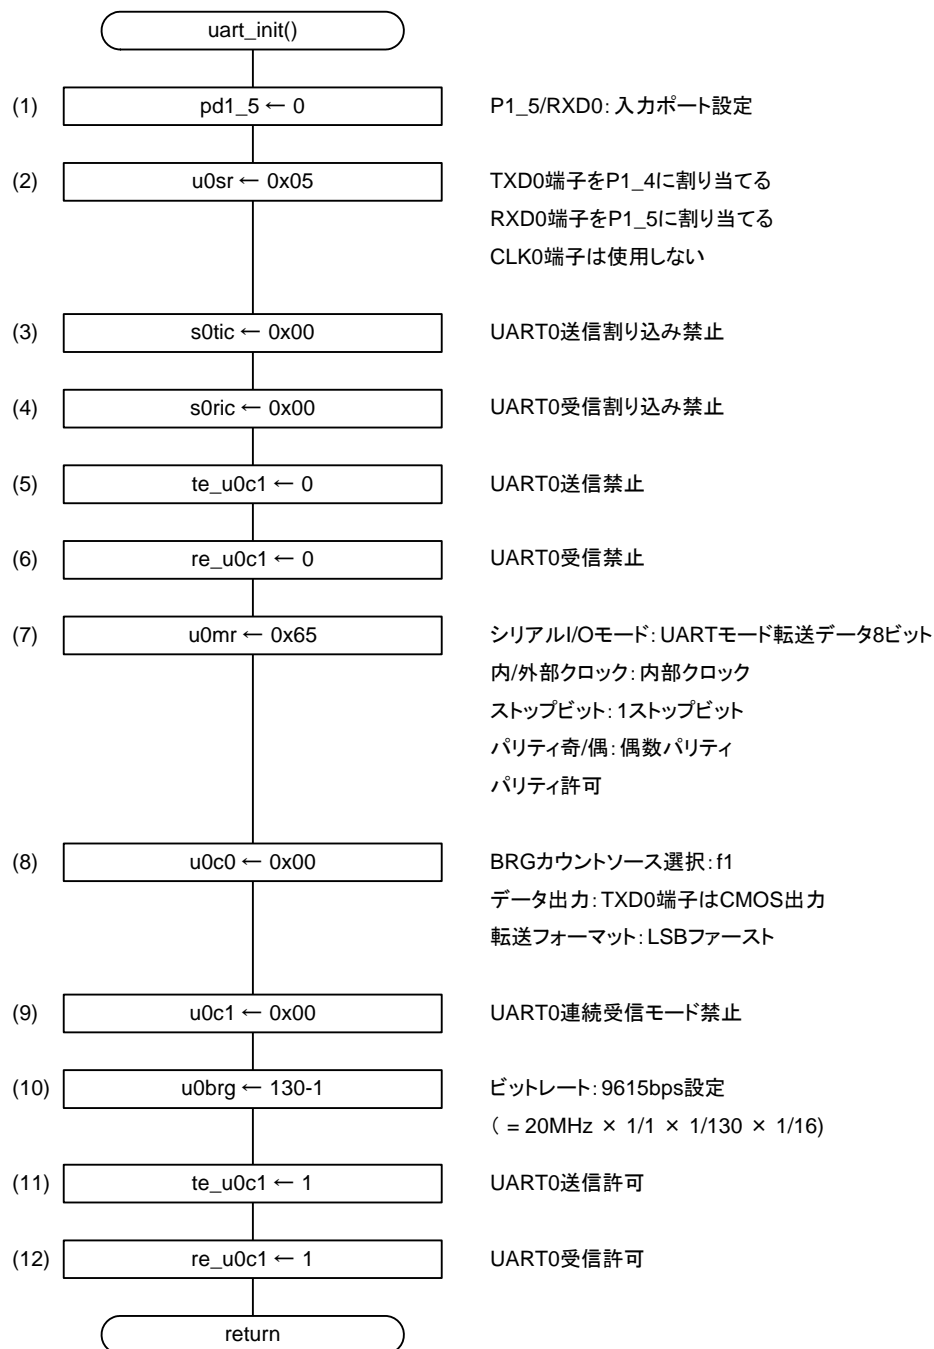 uart_init()
(1) pd1_5 ← 0 P1_5/RXD0：入力ポート設定
(2) u0sr ← 0x05 TXD0端子をP1_4に割り当てる
RXD0端子をP1_5に割り当てる
CLK0端子は使用しない
(3) s0tic ← 0x00 UART0送信割り込み禁止
(4) s0ric ← 0x00 UART0受信割り込み禁止
(5) te_u0c1 ← 0 UART0送信禁止
(6) re_u0c1 ← 0 UART0受信禁止
(7) u0mr ← 0x65 シリアルI/Oモード：UARTモード転送データ8ビット
内/外部クロック：内部クロック
ストップビット：1ストップビット
パリティ奇/偶：偶数パリティ
パリティ許可
(8) u0c0 ← 0x00 BRGカウントソース選択：f1
データ出力：TXD0端子はCMOS出力
転送フォーマット：LSBファースト
(9) u0c1 ← 0x00 UART0連続受信モード禁止
(10) u0brg ← 130-1 ビットレート：9615bps設定
（ = 20MHz × 1/1 × 1/130 × 1/16)
(11) te_u0c1 ← 1 UART0送信許可
(12) re_u0c1 ← 1 UART0受信許可
return